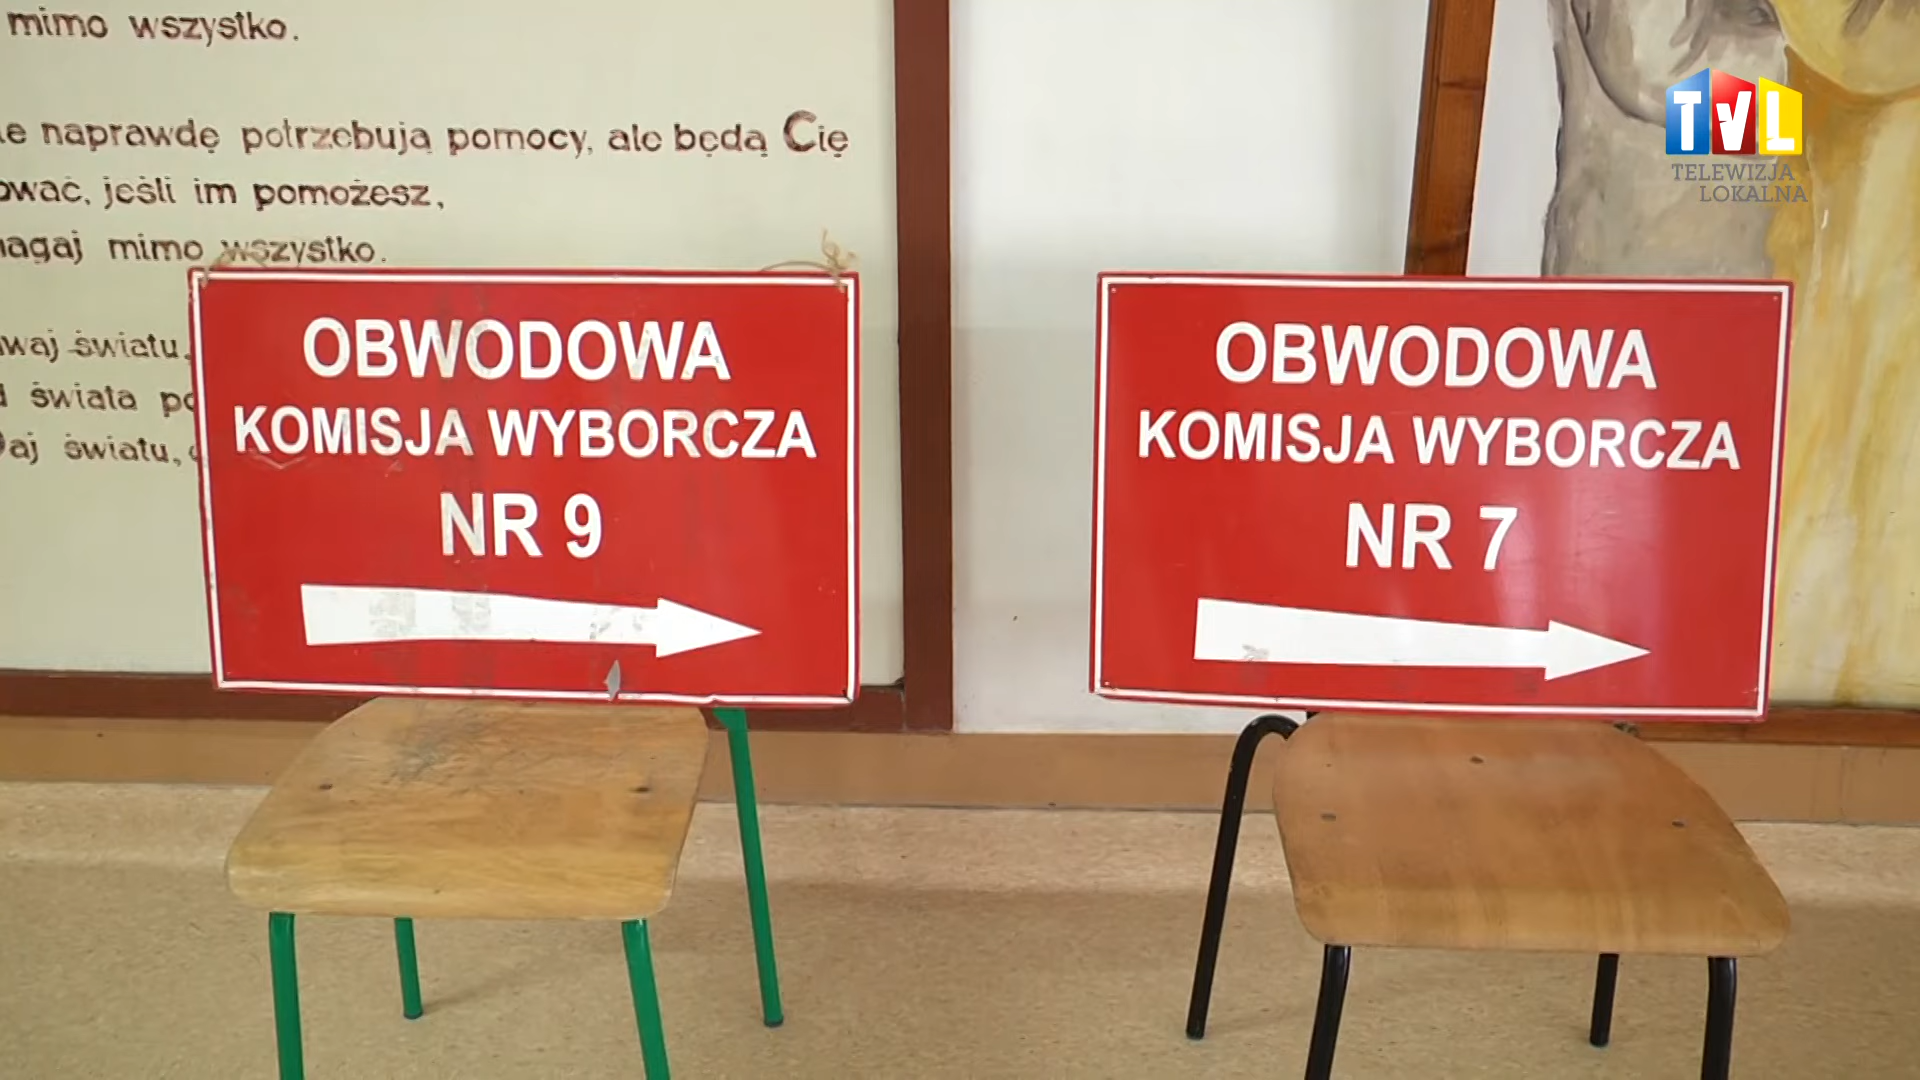 mimo wszystko.
naprawdę potrzebują pomocy, ale będą Cię
jeśli im pomożesz,
mimo wszystko.
światu,
świata
światu,
OBWODOWA
KOMISJA WYBORCZA
NR 9
OBWODOWA
KOMISJA WYBORCZA
NR 7
TVL
TELEWIZJA
LOKALNA